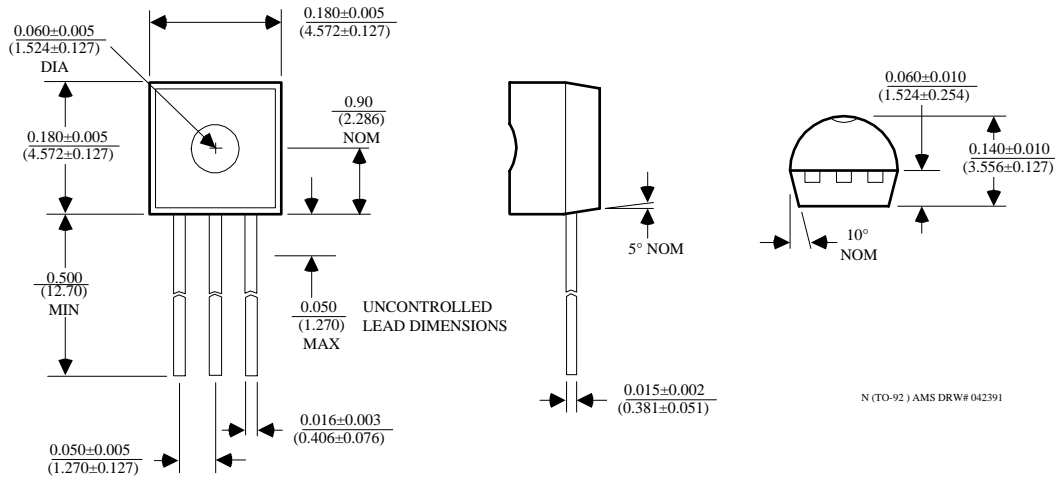 0.060±0.005
(1.524±0.127)
DIA
0.180±0.005
(4.572±0.127)
0.180±0.005
(4.572±0.127)
0.90
(2.286)
NOM
0.500
(12.70)
MIN
0.050
(1.270)
MAX
UNCONTROLLED
LEAD DIMENSIONS
0.016±0.003
(0.406±0.076)
0.050±0.005
(1.270±0.127)
5° NOM
0.015±0.002
(0.381±0.051)
0.060±0.010
(1.524±0.254)
0.140±0.010
(3.556±0.127)
10°
NOM
N (TO-92 ) AMS DRW# 042391